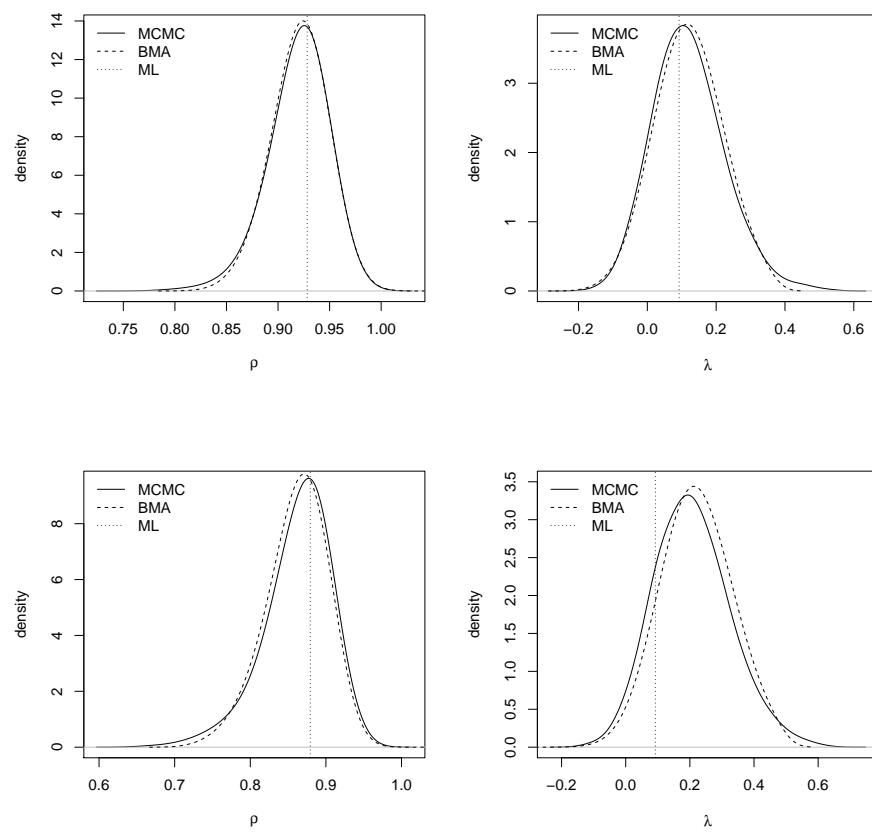 MCMC
BMA
ML
density
0 2 4 6 8 10 12 14
0.75 0.80 0.85 0.90 0.95 1.00
ρ
MCMC
BMA
ML
density
0 1 2 3
−0.2 0.0 0.2 0.4 0.6
λ
MCMC
BMA
ML
density
0 2 4 6 8
0.6 0.7 0.8 0.9 1.0
ρ
MCMC
BMA
ML
density
0.0 0.5 1.0 1.5 2.0 2.5 3.0 3.5
−0.2 0.0 0.2 0.4 0.6
λ